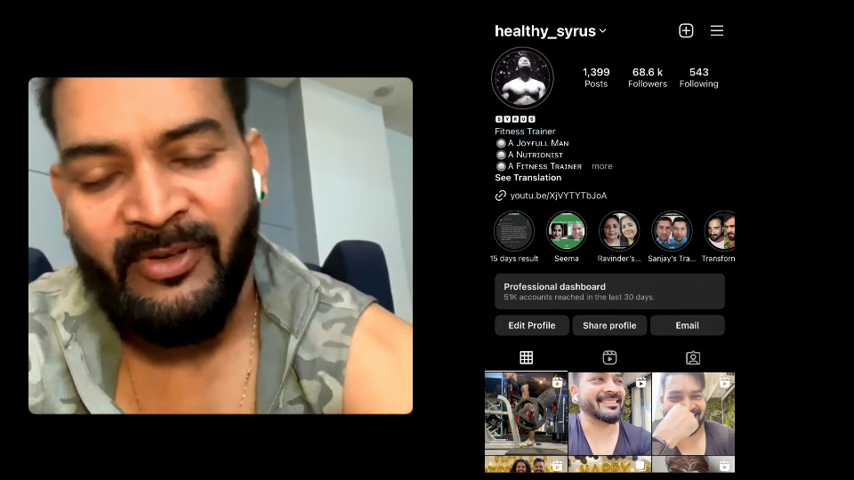 healthy_syrus
1,399 68.6 k 543
Posts Followers Following
SYRUS
Fitness Trainer
A Joyfull Man
A Nutrionist
A Fitness Trainer more
See Translation
youtu.be/XjVYTYTbJoA
15 days result Seema Ravinder's... Sanjay's Tra... Transform
Professional dashboard
51K accounts reached in the last 30 days.
Edit Profile Share profile Email